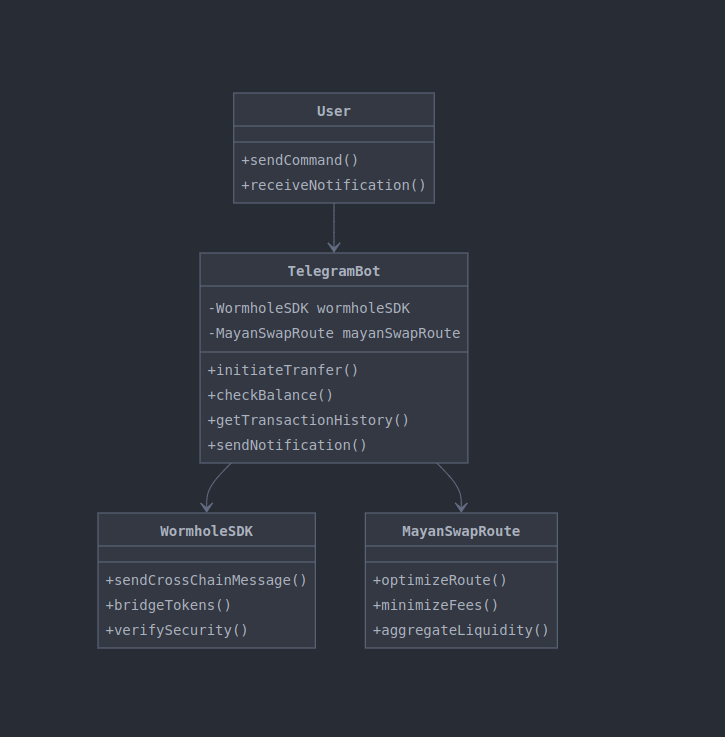 User
+sendCommand()
+receiveNotification()
TelegramBot
-WormholeSDK wormholeSDK
-MayanSwapRoute mayanSwapRoute
+initiateTranfer()
+checkBalance()
+getTransactionHistory()
+sendNotification()
WormholeSDK
+sendCrossChainMessage()
+bridgeTokens()
+verifySecurity()
MayanSwapRoute
+optimizeRoute()
+minimizeFees()
+aggregateLiquidity()